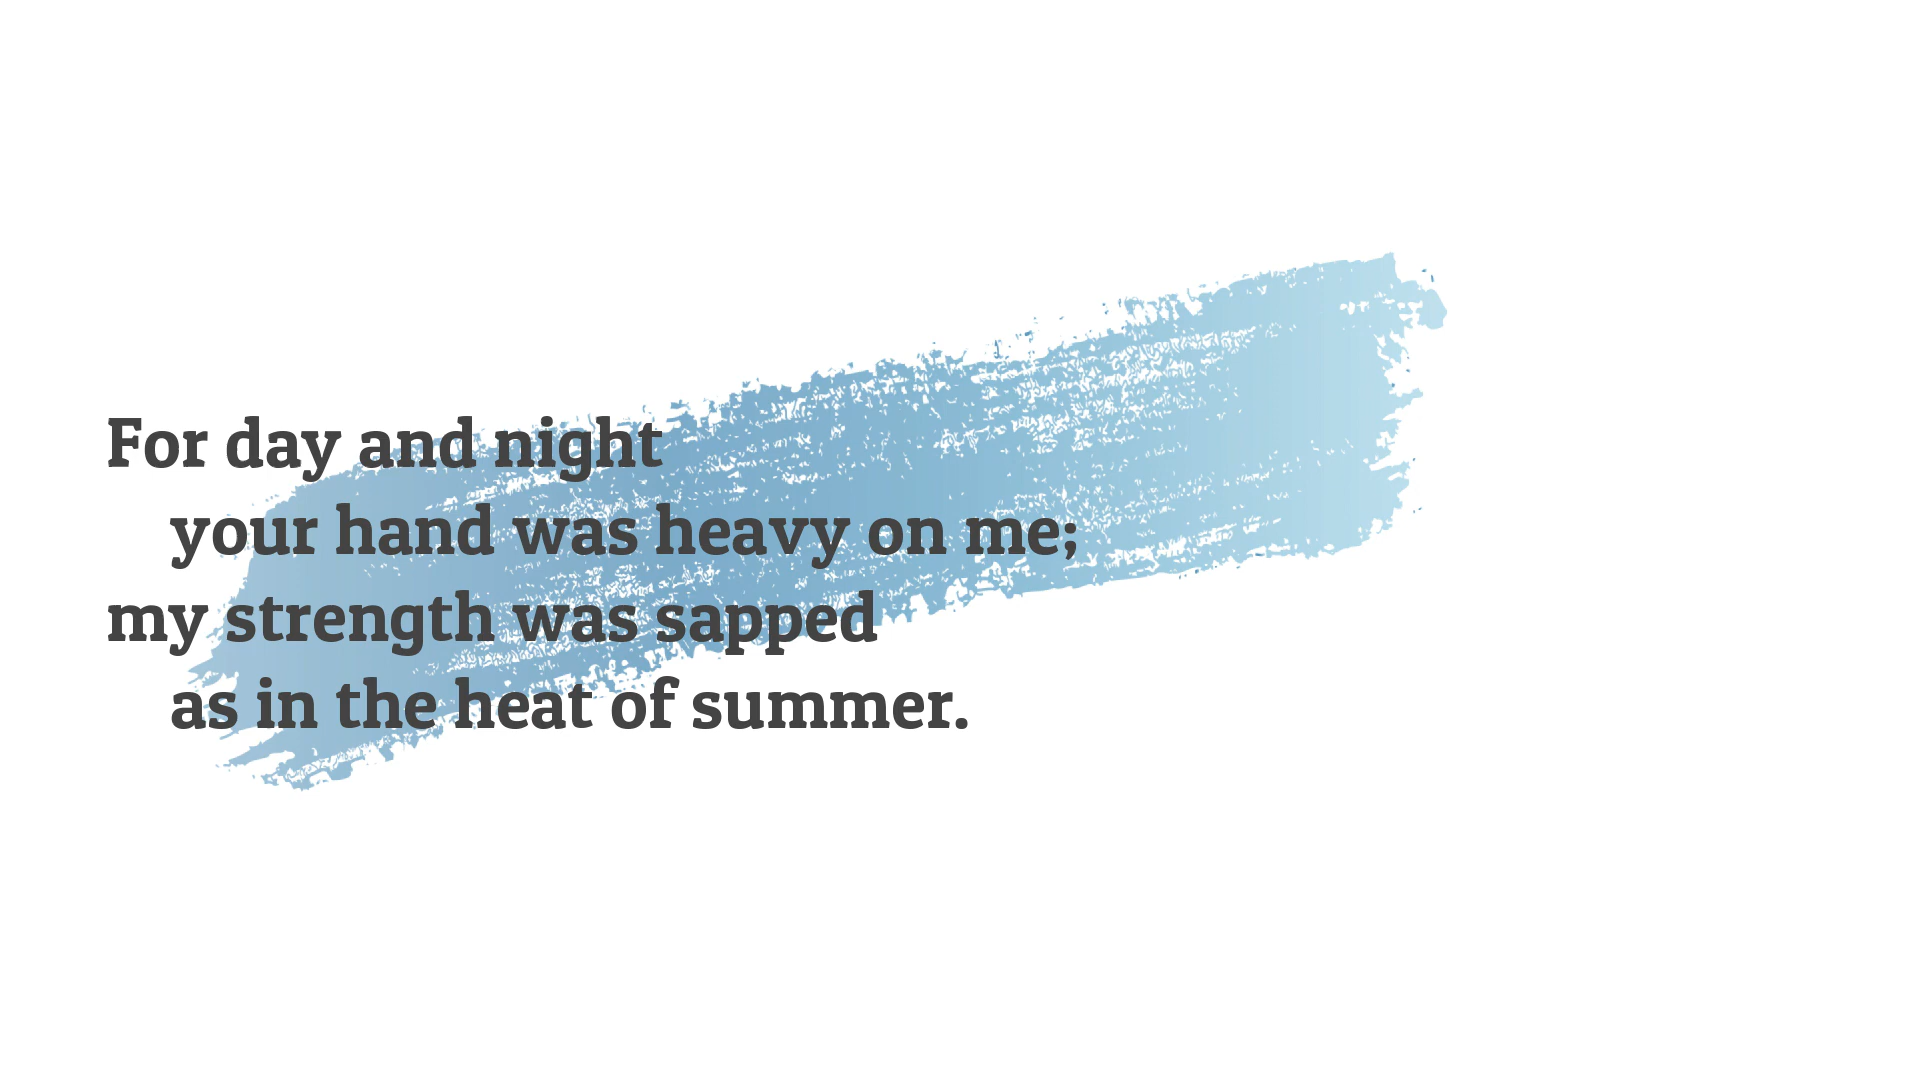 For day and night
your hand was heavy on me;
my strength was sapped
as in the heat of summer.